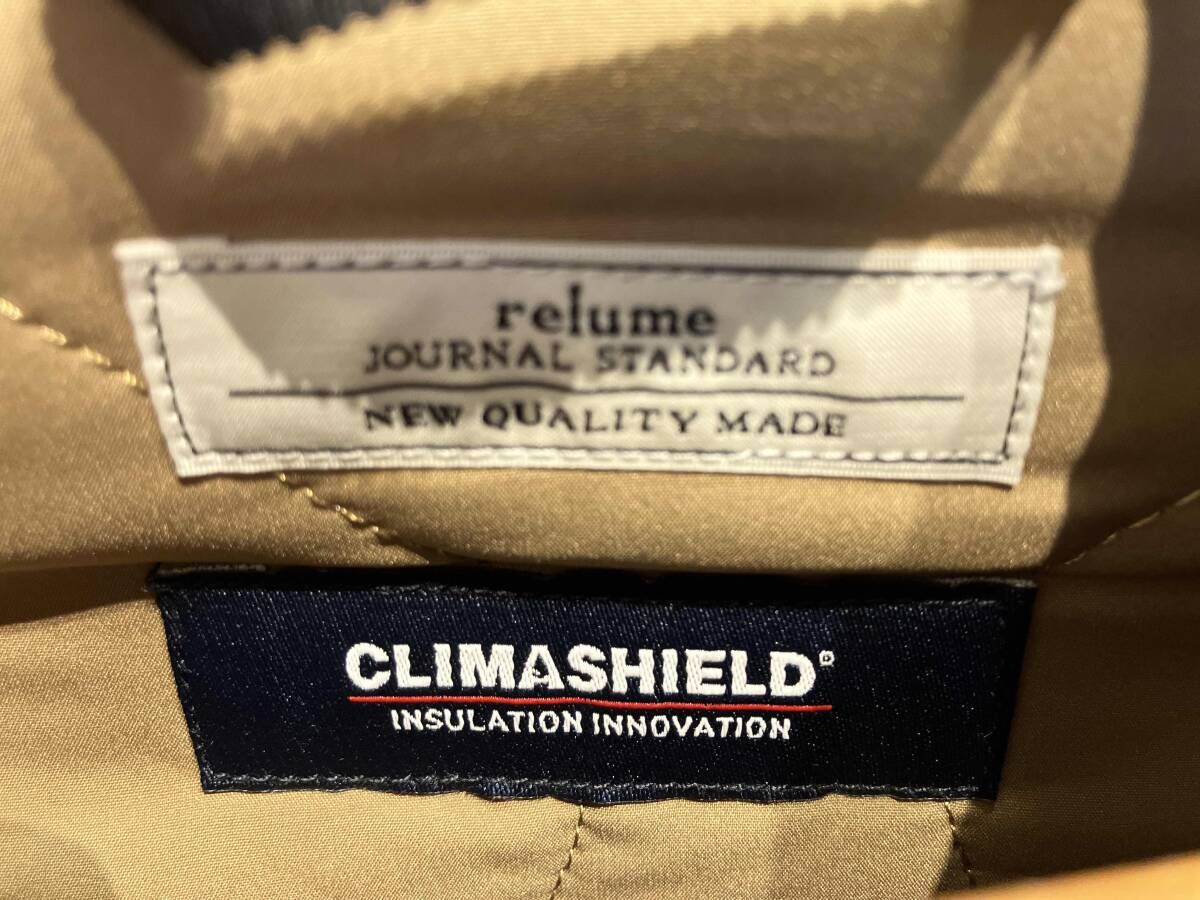 relume
JOURNAL STANDARD
NEW QUALITY MADE
CLIMASHIELD®
INSULATION INNOVATION